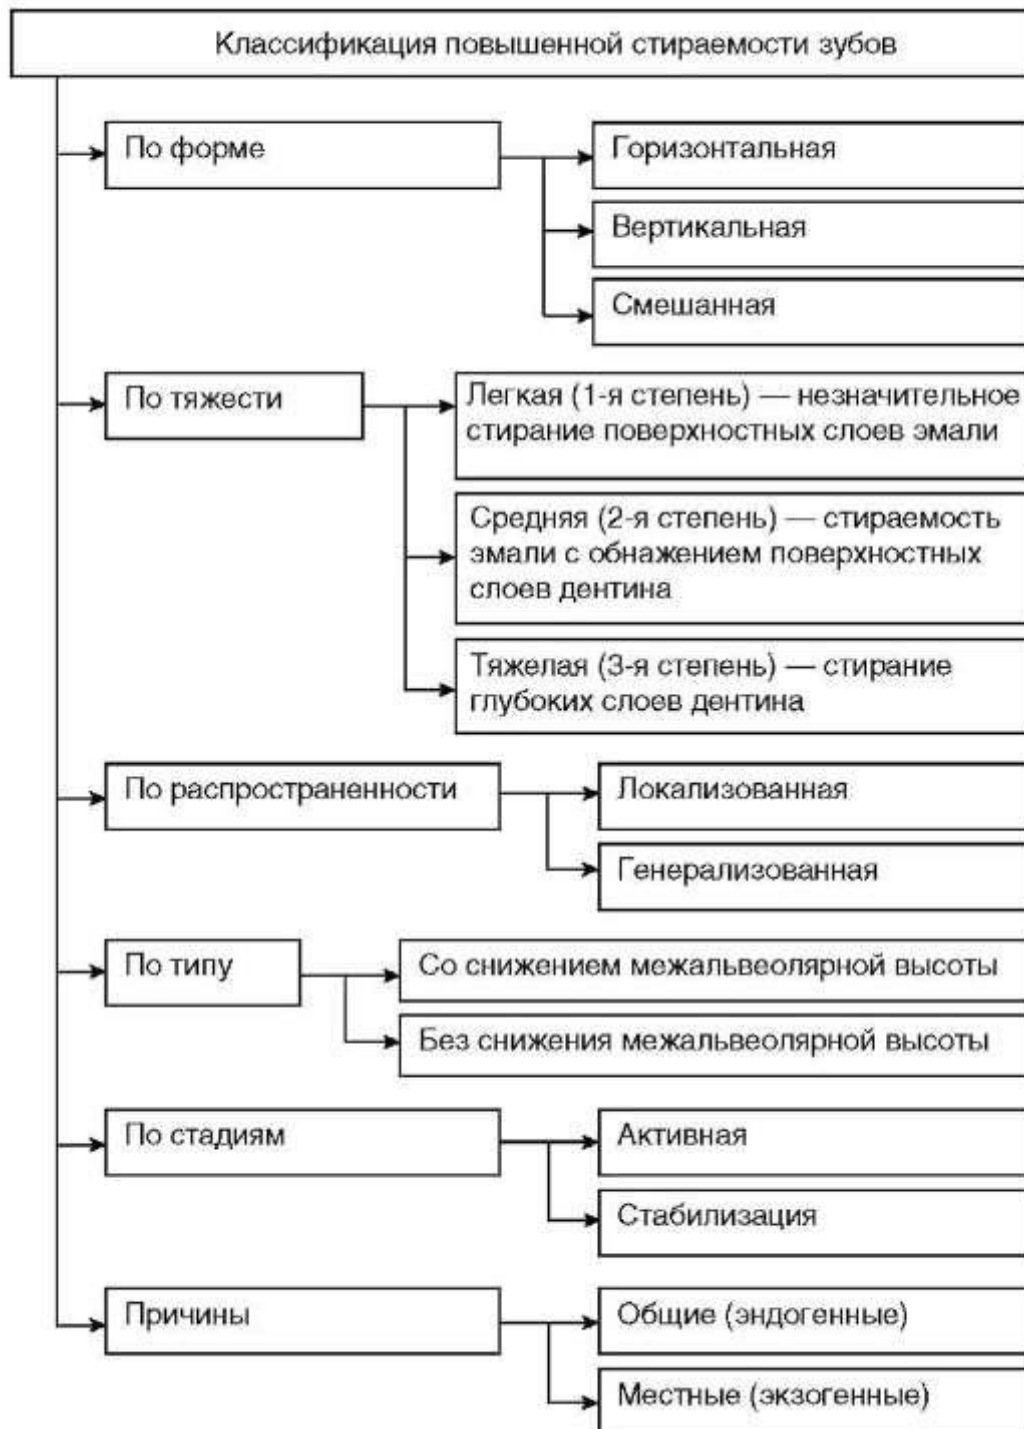 Классификация повышенной стираемости зубов
По форме
Горизонтальная
Вертикальная
Смешанная
По тяжести
Легкая (1-я степень) — незначительное
стирание поверхностных слоев эмали
Средняя (2-я степень) — стираемость
эмали с обнажением поверхностных
слоев дентина
Тяжелая (3-я степень) — стирание
глубоких слоев дентина
По распространенности
Локализованная
Генерализованная
По типу
Со снижением межальвеолярной высоты
Без снижения межальвеолярной высоты
По стадиям
Активная
Стабилизация
Причины
Общие (эндогенные)
Местные (экзогенные)